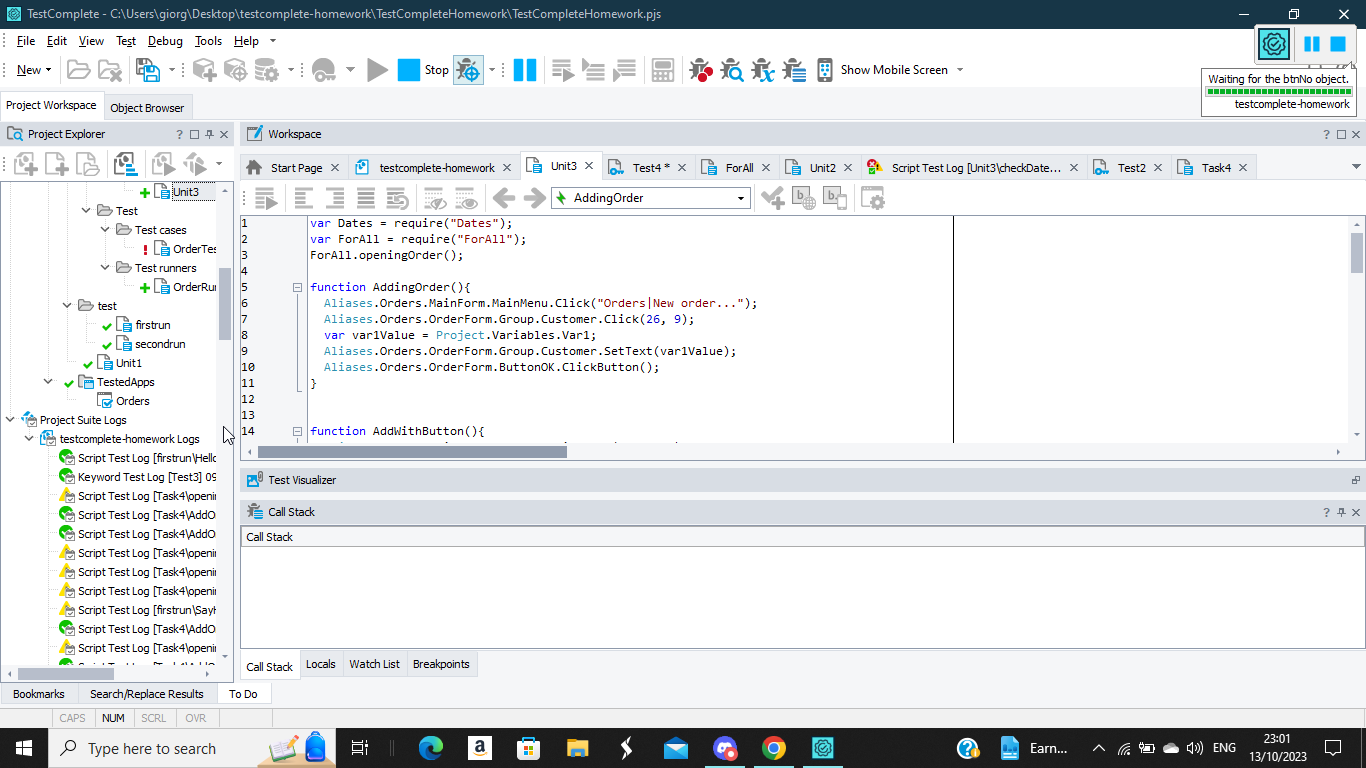 TestComplete - C:\Users\giorg\Desktop\testcomplete-homework\TestCompleteHomework\TestCompleteHomework.pjs
File Edit View Test Debug Tools Help
New Stop Show Mobile Screen
Waiting for the btnNo object.
testcomplete-homework
Project Workspace Object Browser
Project Explorer
Workspace
Start Page testcomplete-homework Unit3 Test4 * ForAll Unit2 Script Test Log [Unit3\checkDate... Test2 Task4
AddingOrder
Unit3
Test
Test cases
OrderTes
Test runners
OrderRu
test
firstrun
secondrun
Unit1
TestedApps
Orders
Project Suite Logs
testcomplete-homework Logs
Script Test Log [firstrun\Hello
Keyword Test Log [Test3] 09
Script Test Log [Task4\openi
Script Test Log [Task4\AddO
Script Test Log [Task4\AddO
Script Test Log [Task4\openi
Script Test Log [Task4\openi
Script Test Log [Task4\openi
Script Test Log [firstrun\SayH
Script Test Log [Task4\AddO
Script Test Log [Task4\openi
1 var Dates = require("Dates");
2 var ForAll = require("ForAll");
3 ForAll.openingOrder();
4
5 function AddingOrder(){
6 Aliases.Orders.MainForm.MainMenu.Click("Orders|New order...");
7 Aliases.Orders.OrderForm.Group.Customer.Click(26, 9);
8 var var1Value = Project.Variables.Var1;
9 Aliases.Orders.OrderForm.Group.Customer.SetText(var1Value);
10 Aliases.Orders.OrderForm.ButtonOK.ClickButton();
11 }
12
13
14 function AddWithButton(){
Test Visualizer
Call Stack
Call Stack
Call Stack Locals Watch List Breakpoints
Bookmarks Search/Replace Results To Do
CAPS NUM SCRL OVR
Type here to search
Earn...
ENG
23:01
13/10/2023